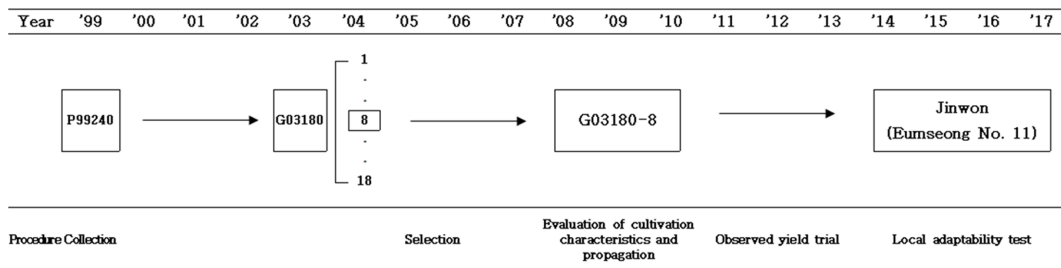 Year '99 '00 '01 '02 '03 '04 '05 '06 '07 '08 '09 '10 '11 '12 '13 '14 '15 '16 '17
1
P99240 G03180 8 G03180-8 Jinwon
(Eumseong No. 11)
18
Procedure Collection Selection Evaluation of cultivation
characteristics and
propagation Observed yield trial Local adaptability test